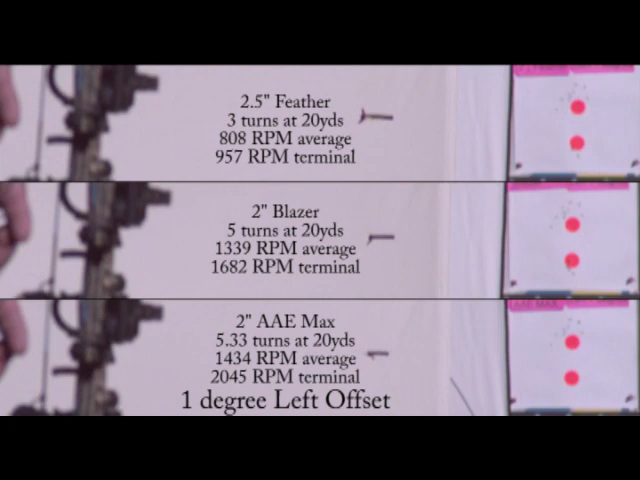 2.5" Feather
3 turns at 20yds
808 RPM average
957 RPM terminal
2" Blazer
5 turns at 20yds
1339 RPM average
1682 RPM terminal
2" AAE Max
5.33 turns at 20yds
1434 RPM average
2045 RPM terminal
1 degree Left Offset